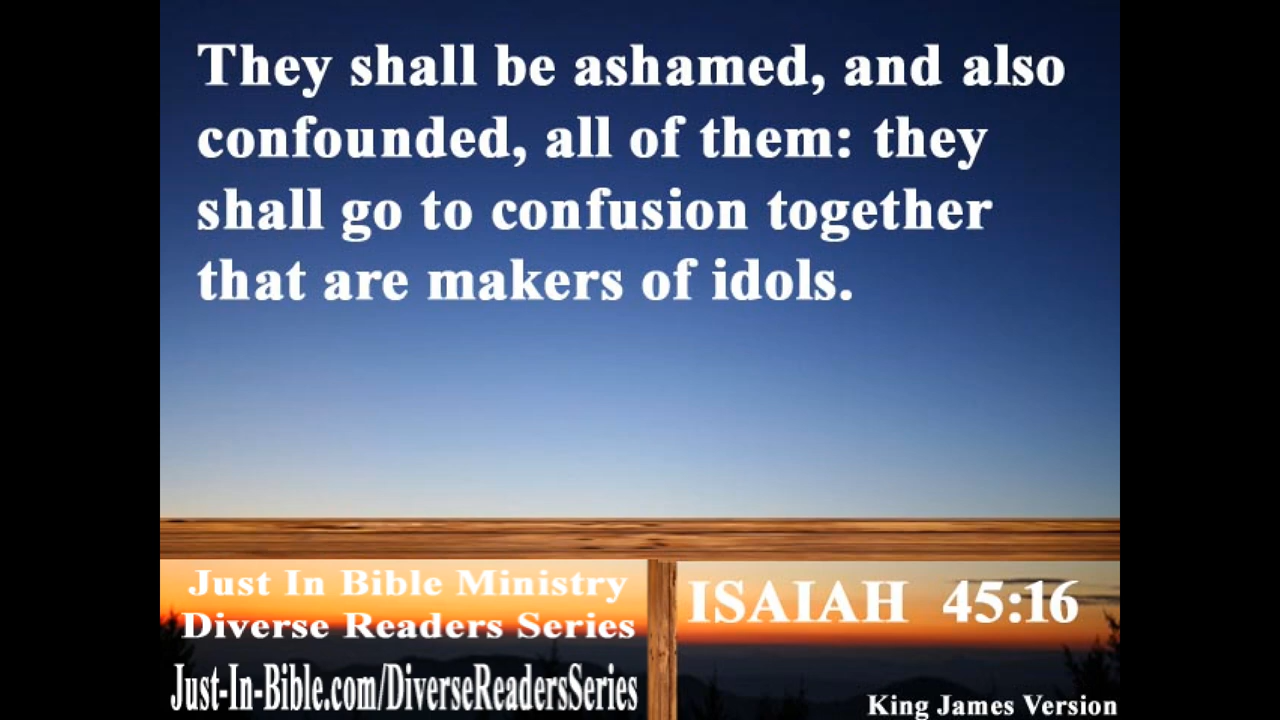 They shall be ashamed, and also
confounded, all of them: they
shall go to confusion together
that are makers of idols.
Just In Bible Ministry
Diverse Readers Series
Just-In-Bible.com/DiverseReadersSeries
ISAIAH 45:16
King James Version